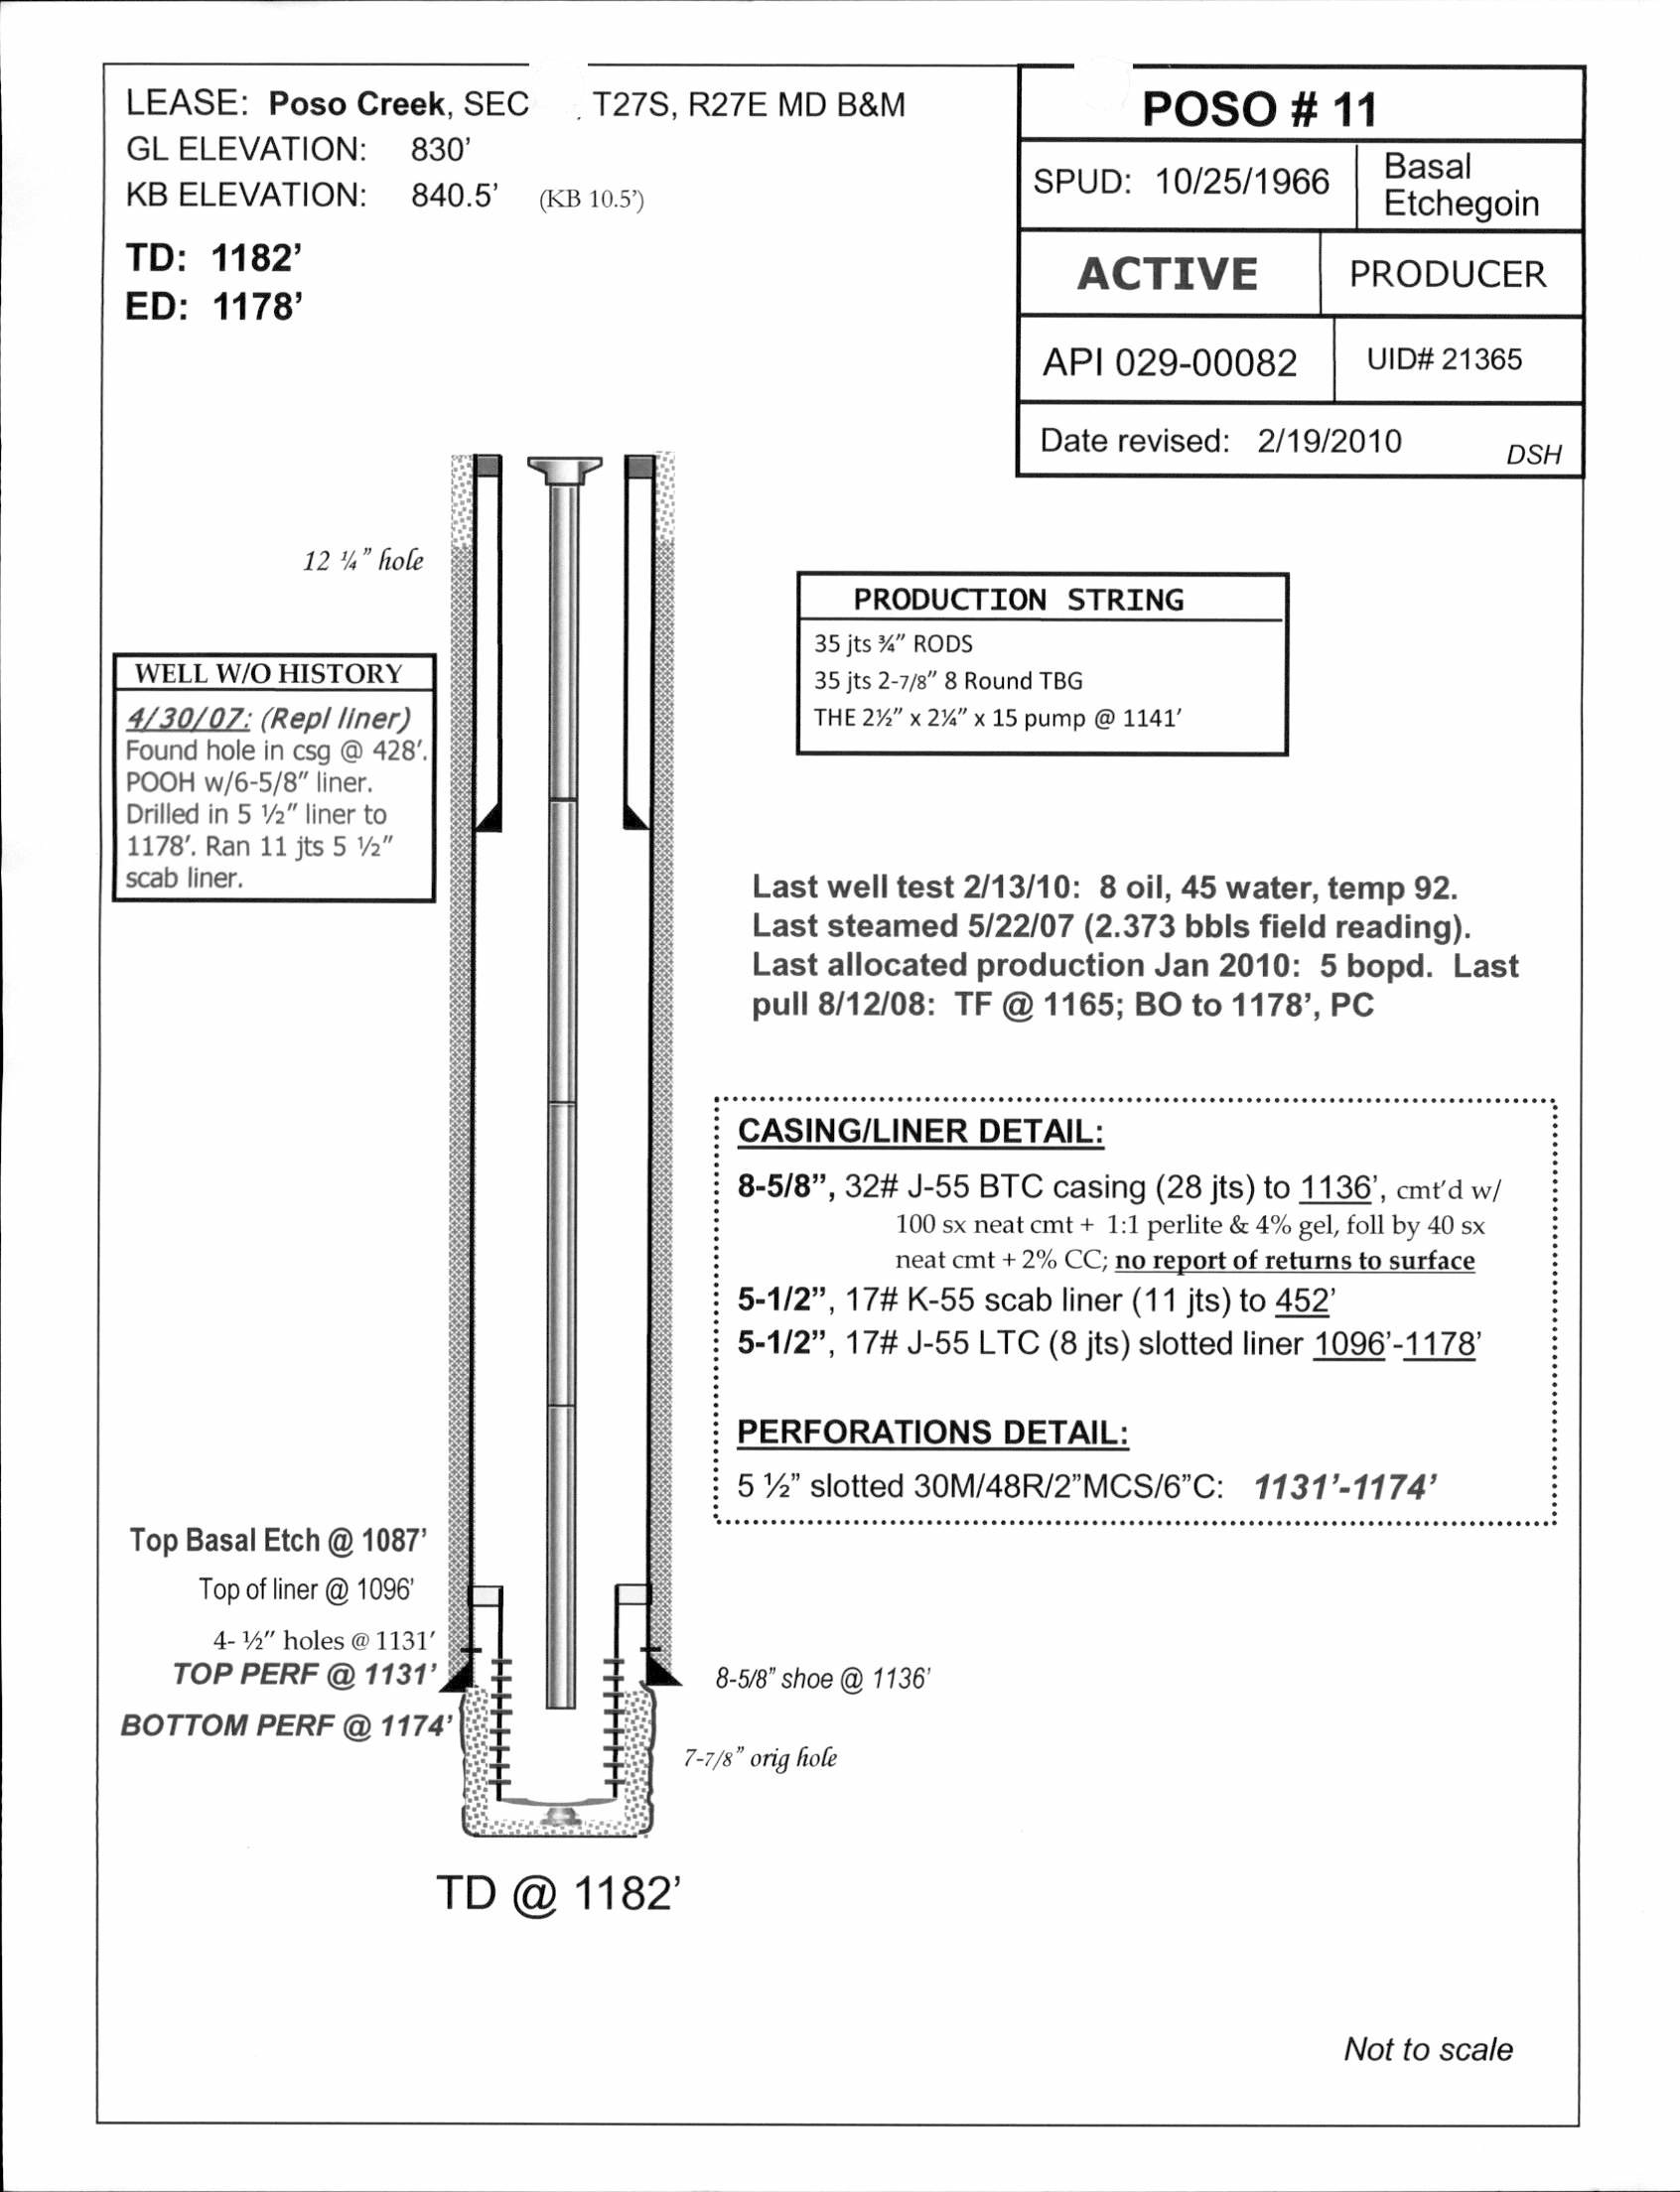 LEASE: Poso Creek, SEC , T27S, R27E MD B&M
GL ELEVATION: 830'
KB ELEVATION: 840.5' (KB 10.5')
TD: 1182'
ED: 1178'
POSO # 11
SPUD: 10/25/1966
Basal
Etchegoin
ACTIVE
PRODUCER
API 029-00082
UID# 21365
Date revised: 2/19/2010
DSH
12 ¼" hole
WELL W/O HISTORY
4/30/07: (Repl liner)
Found hole in csg @ 428'.
POOH w/6-5/8" liner.
Drilled in 5 ½" liner to
1178'. Ran 11 jts 5 ½"
scab liner.
PRODUCTION STRING
35 jts ¾" RODS
35 jts 2-7/8" 8 Round TBG
THE 2½" x 2¼" x 15 pump @ 1141'
Last well test 2/13/10: 8 oil, 45 water, temp 92.
Last steamed 5/22/07 (2.373 bbls field reading).
Last allocated production Jan 2010: 5 bopd. Last
pull 8/12/08: TF @ 1165; BO to 1178', PC
CASING/LINER DETAIL:
8-5/8", 32# J-55 BTC casing (28 jts) to 1136', cmt'd w/
100 sx neat cmt + 1:1 perlite & 4% gel, foll by 40 sx
neat cmt + 2% CC; no report of returns to surface
5-1/2", 17# K-55 scab liner (11 jts) to 452'
5-1/2", 17# J-55 LTC (8 jts) slotted liner 1096'-1178'
PERFORATIONS DETAIL:
5 ½" slotted 30M/48R/2"MCS/6"C: 1131'-1174'
Top Basal Etch @ 1087'
Top of liner @ 1096'
4- ½" holes @ 1131'
TOP PERF @ 1131'
BOTTOM PERF @ 1174'
8-5/8" shoe @ 1136'
7-7/8" orig hole
TD @ 1182'
Not to scale